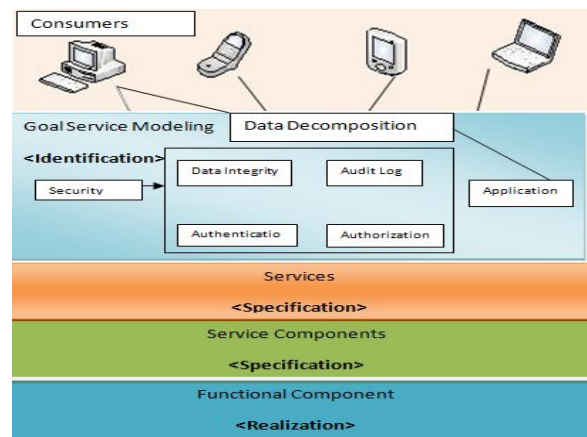 Consumers
Goal Service Modeling
Data Decomposition
<Identification>
Data Integrity
Audit Log
Security
Application
Authenticatio
Authorization
Services
<Specification>
Service Components
<Specification>
Functional Component
<Realization>